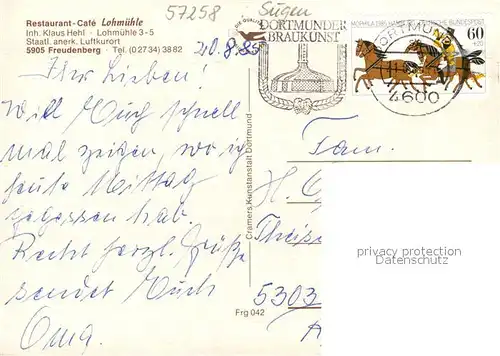 Restaurant-Café Lohmühle
Inh. Klaus Hehl · Lohmühle 3-5
Staatl. anerk. Luftkurort
5905 Freudenberg · Tel. (02734) 3882
57258
Siegen
20.8.85
Ihr Lieben!
Will Euch schnell
mal zeigen, wo ich
heute Mittag
gegessen hab.
Recht herzl. Grüße
sendet Euch
Oma.
DORTMUNDER
BRAUKUNST
DORTMUND
4600
DEUTSCHE BUNDESPOST
60
+20
Cramers Kunstanstalt Dortmund
Frg 042
Fam.
H.
5303
privacy protection
Datenschutz